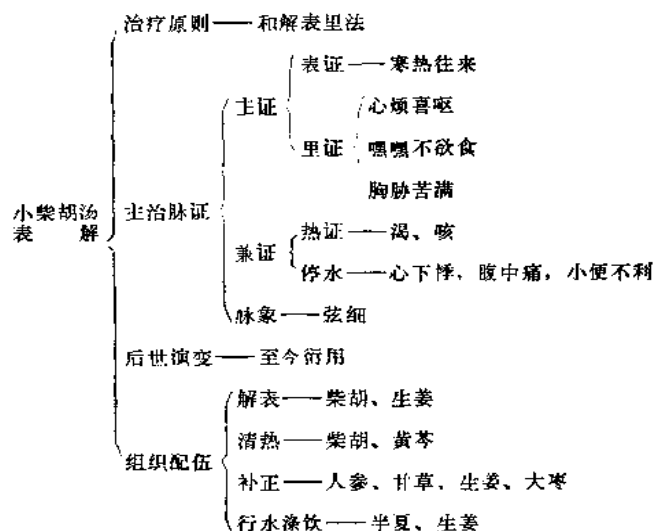 治疗原则——和解表里法
表证——寒热往来
主证
心烦喜呕
里证
嘿嘿不欲食
胸胁苦满
小柴胡汤
表解
主治脉证
热证——渴、咳
兼证
停水——心下悸，腹中痛，小便不利
脉象——弦细
后世演变——至今衍用
解表——柴胡、生姜
清热——柴胡、黄芩
组织配伍
补正——人参、甘草、生姜、大枣
行水涤饮——半夏、生姜